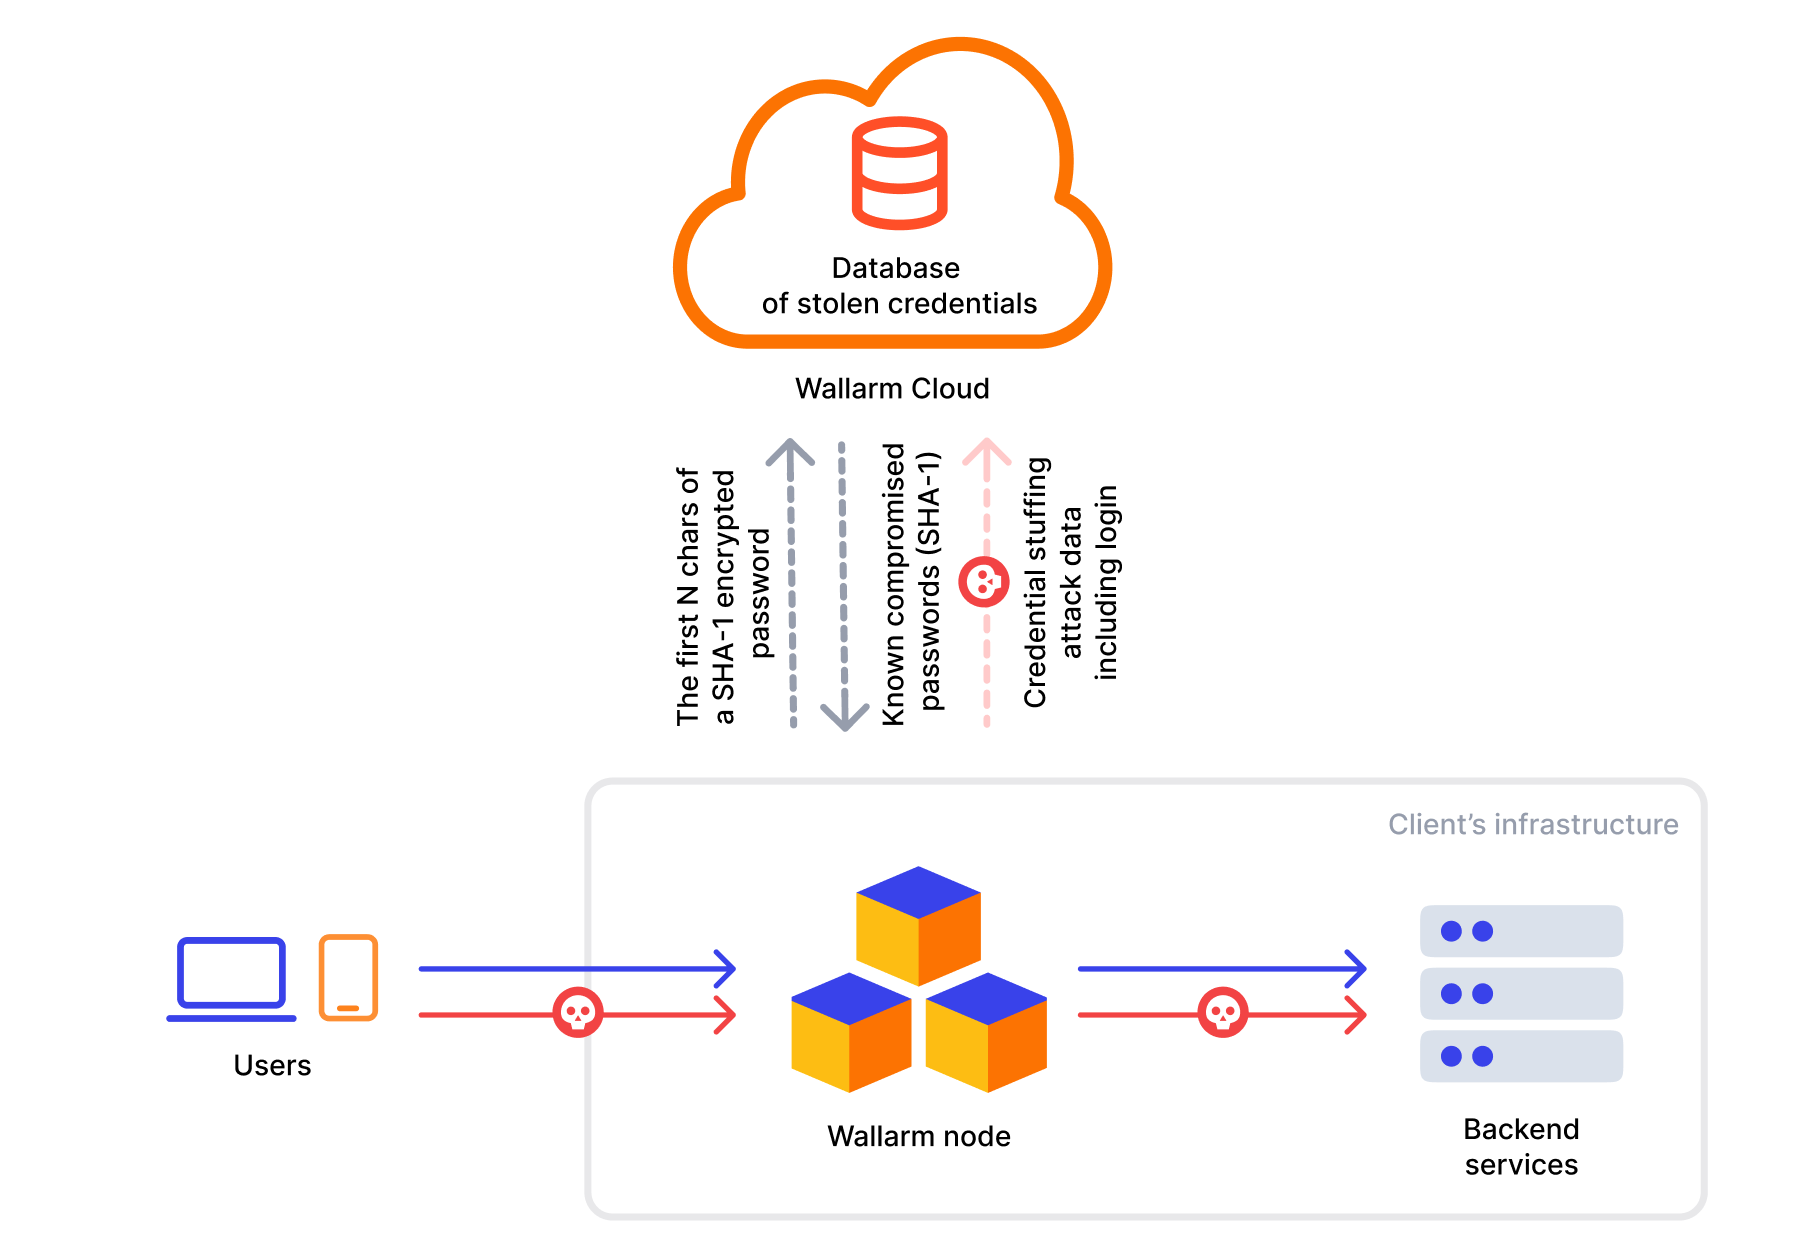 Database
of stolen credentials
Wallarm Cloud
The first N chars of
a SHA-1 encrypted
password
Known compromised
passwords (SHA-1)
Credential stuffing
attack data
including login
Client’s infrastructure
Users
Wallarm node
Backend
services